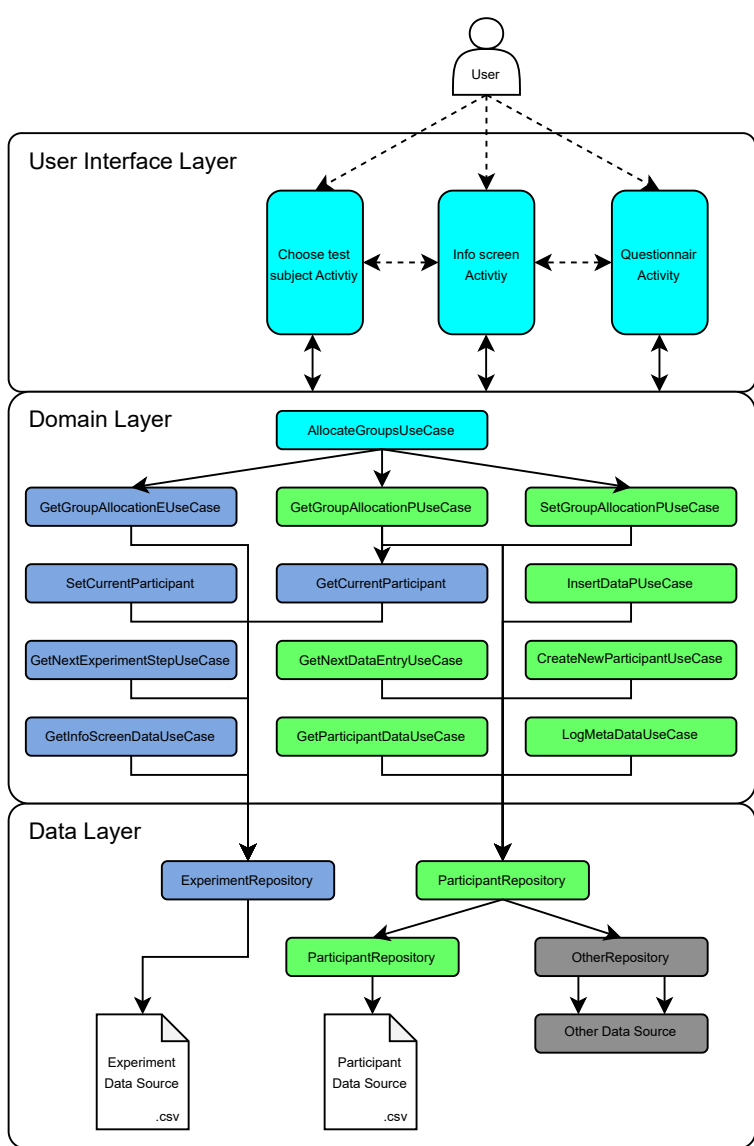 User
User Interface Layer
Choose test
subject Activtiy
Info screen
Activtiy
Questionnair
Activity
Domain Layer
AllocateGroupsUseCase
GetGroupAllocationEUseCase
GetGroupAllocationPUseCase
SetGroupAllocationPUseCase
SetCurrentParticipant
GetCurrentParticipant
InsertDataPUseCase
GetNextExperimentStepUseCase
GetNextDataEntryUseCase
CreateNewParticipantUseCase
GetInfoScreenDataUseCase
GetParticipantDataUseCase
LogMetaDataUseCase
Data Layer
ExperimentRepository
ParticipantRepository
ParticipantRepository
OtherRepository
Other Data Source
Experiment
Data Source
.csv
Participant
Data Source
.csv